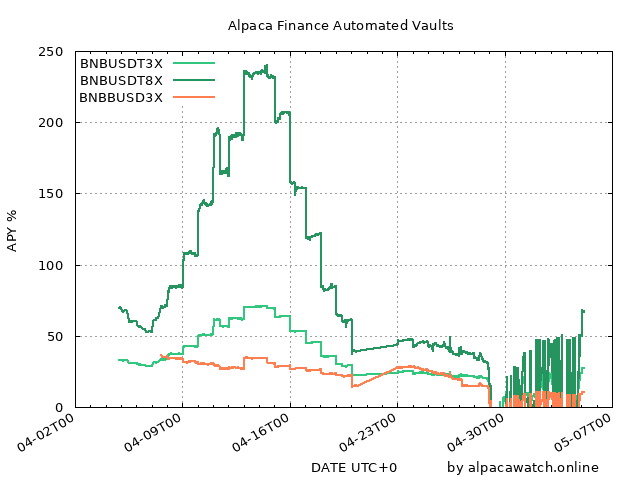 Alpaca Finance Automated Vaults
250
200
150
100
50
0
APY %
BNBUSDT3X
BNBUSDT8X
BNBBUSD3X
04-02T00
04-09T00
04-16T00
04-23T00
04-30T00
05-07T00
DATE UTC+0
by alpacawatch.online